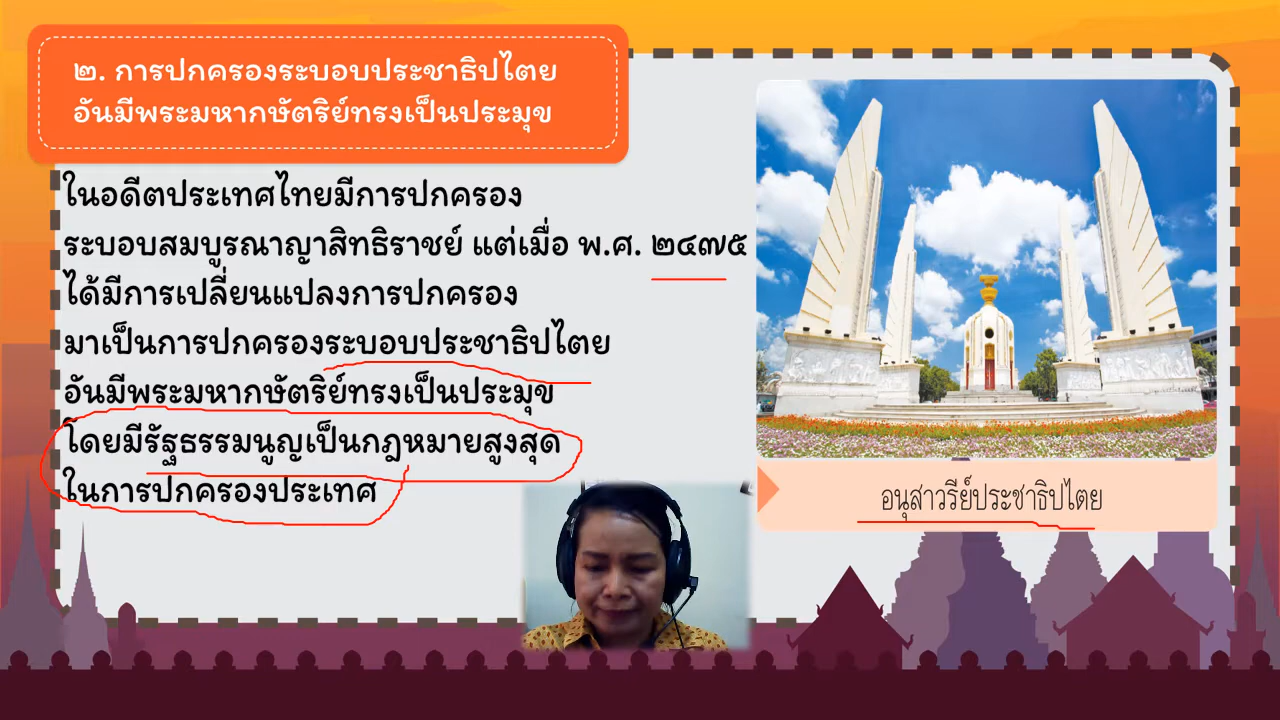 ๒. การปกครองระบอบประชาธิปไตย
อันมีพระมหากษัตริย์ทรงเป็นประมุข
ในอดีตประเทศไทยมีการปกครอง
ระบอบสมบูรณาญาสิทธิราชย์ แต่เมื่อ พ.ศ. ๒๔๗๕
ได้มีการเปลี่ยนแปลงการปกครอง
มาเป็นการปกครองระบอบประชาธิปไตย
อันมีพระมหากษัตริย์ทรงเป็นประมุข
โดยมีรัฐธรรมนูญเป็นกฎหมายสูงสุด
ในการปกครองประเทศ
อนุสาวรีย์ประชาธิปไตย